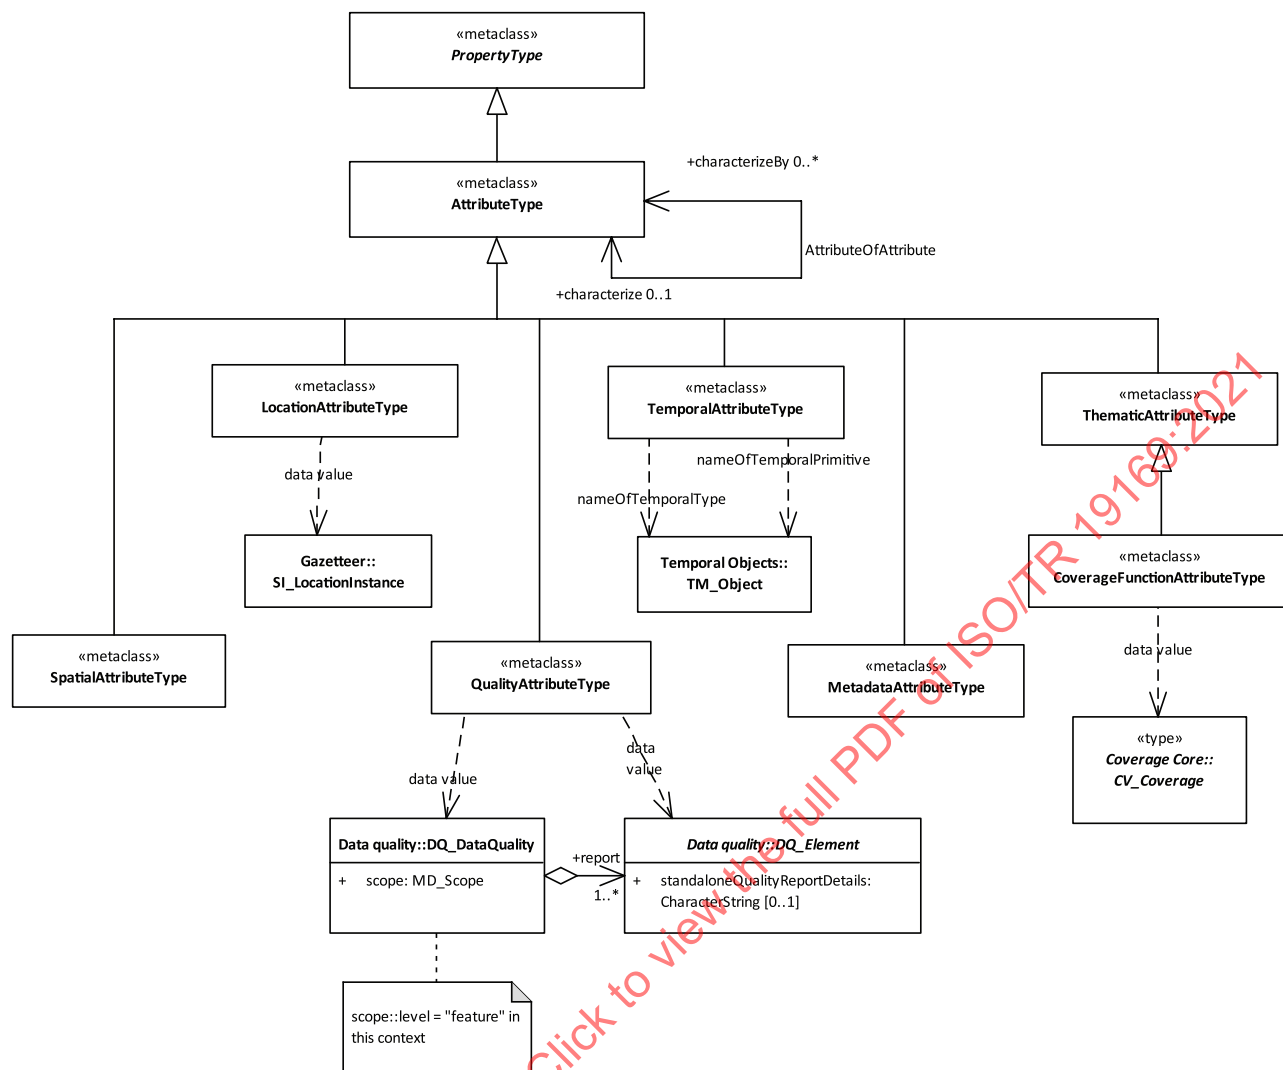 «metaclass»
PropertyType
«metaclass»
AttributeType
+characterizeBy 0..*
AttributeOfAttribute
+characterize 0..1
«metaclass»
LocationAttributeType
«metaclass»
TemporalAttributeType
«metaclass»
ThematicAttributeType
data value
nameOfTemporalPrimitive
nameOfTemporalType
Gazetteer::
SI_LocationInstance
Temporal Objects::
TM_Object
«metaclass»
CoverageFunctionAttributeType
«metaclass»
SpatialAttributeType
«metaclass»
QualityAttributeType
«metaclass»
MetadataAttributeType
data value
«type»
Coverage Core::
CV_Coverage
data value
data
value
Data quality::DQ_DataQuality
+ scope: MD_Scope
+report
1..*
Data quality::DQ_Element
+ standaloneQualityReportDetails:
CharacterString [0..1]
scope::level = "feature" in
this context
Click to view the full PDF of ISO/TR 19169:2021